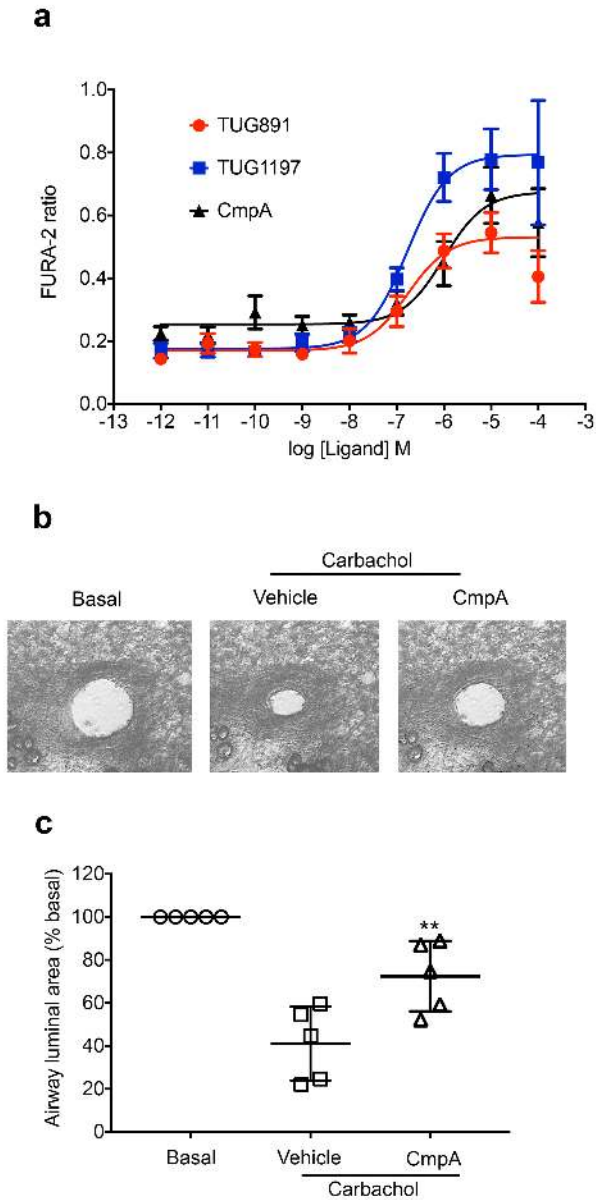 a
FURA-2 ratio
1.0
0.8
0.6
0.4
0.2
0.0
TUG891
TUG1197
CmpA
-13 -12 -11 -10 -9 -8 -7 -6 -5 -4 -3
log [Ligand] M
b
Carbachol
Basal Vehicle CmpA
c
Airway luminal area (% basal)
120
100
80
60
40
20
0
**
Basal Vehicle CmpA
Carbachol